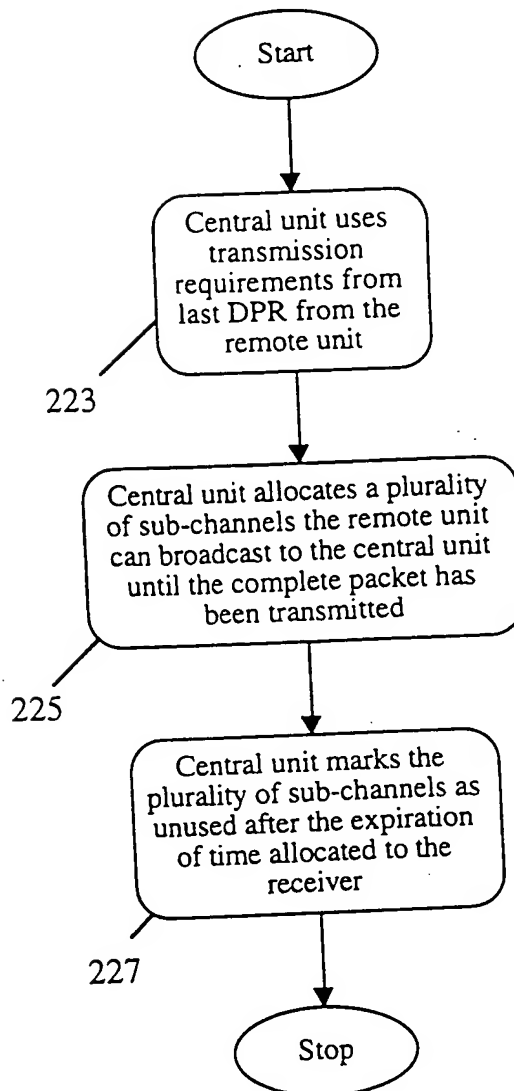 Start
Central unit uses
transmission
requirements from
last DPR from the
remote unit
223
Central unit allocates a plurality
of sub-channels the remote unit
can broadcast to the central unit
until the complete packet has
been transmitted
225
Central unit marks the
plurality of sub-channels as
unused after the expiration
of time allocated to the
receiver
227
Stop